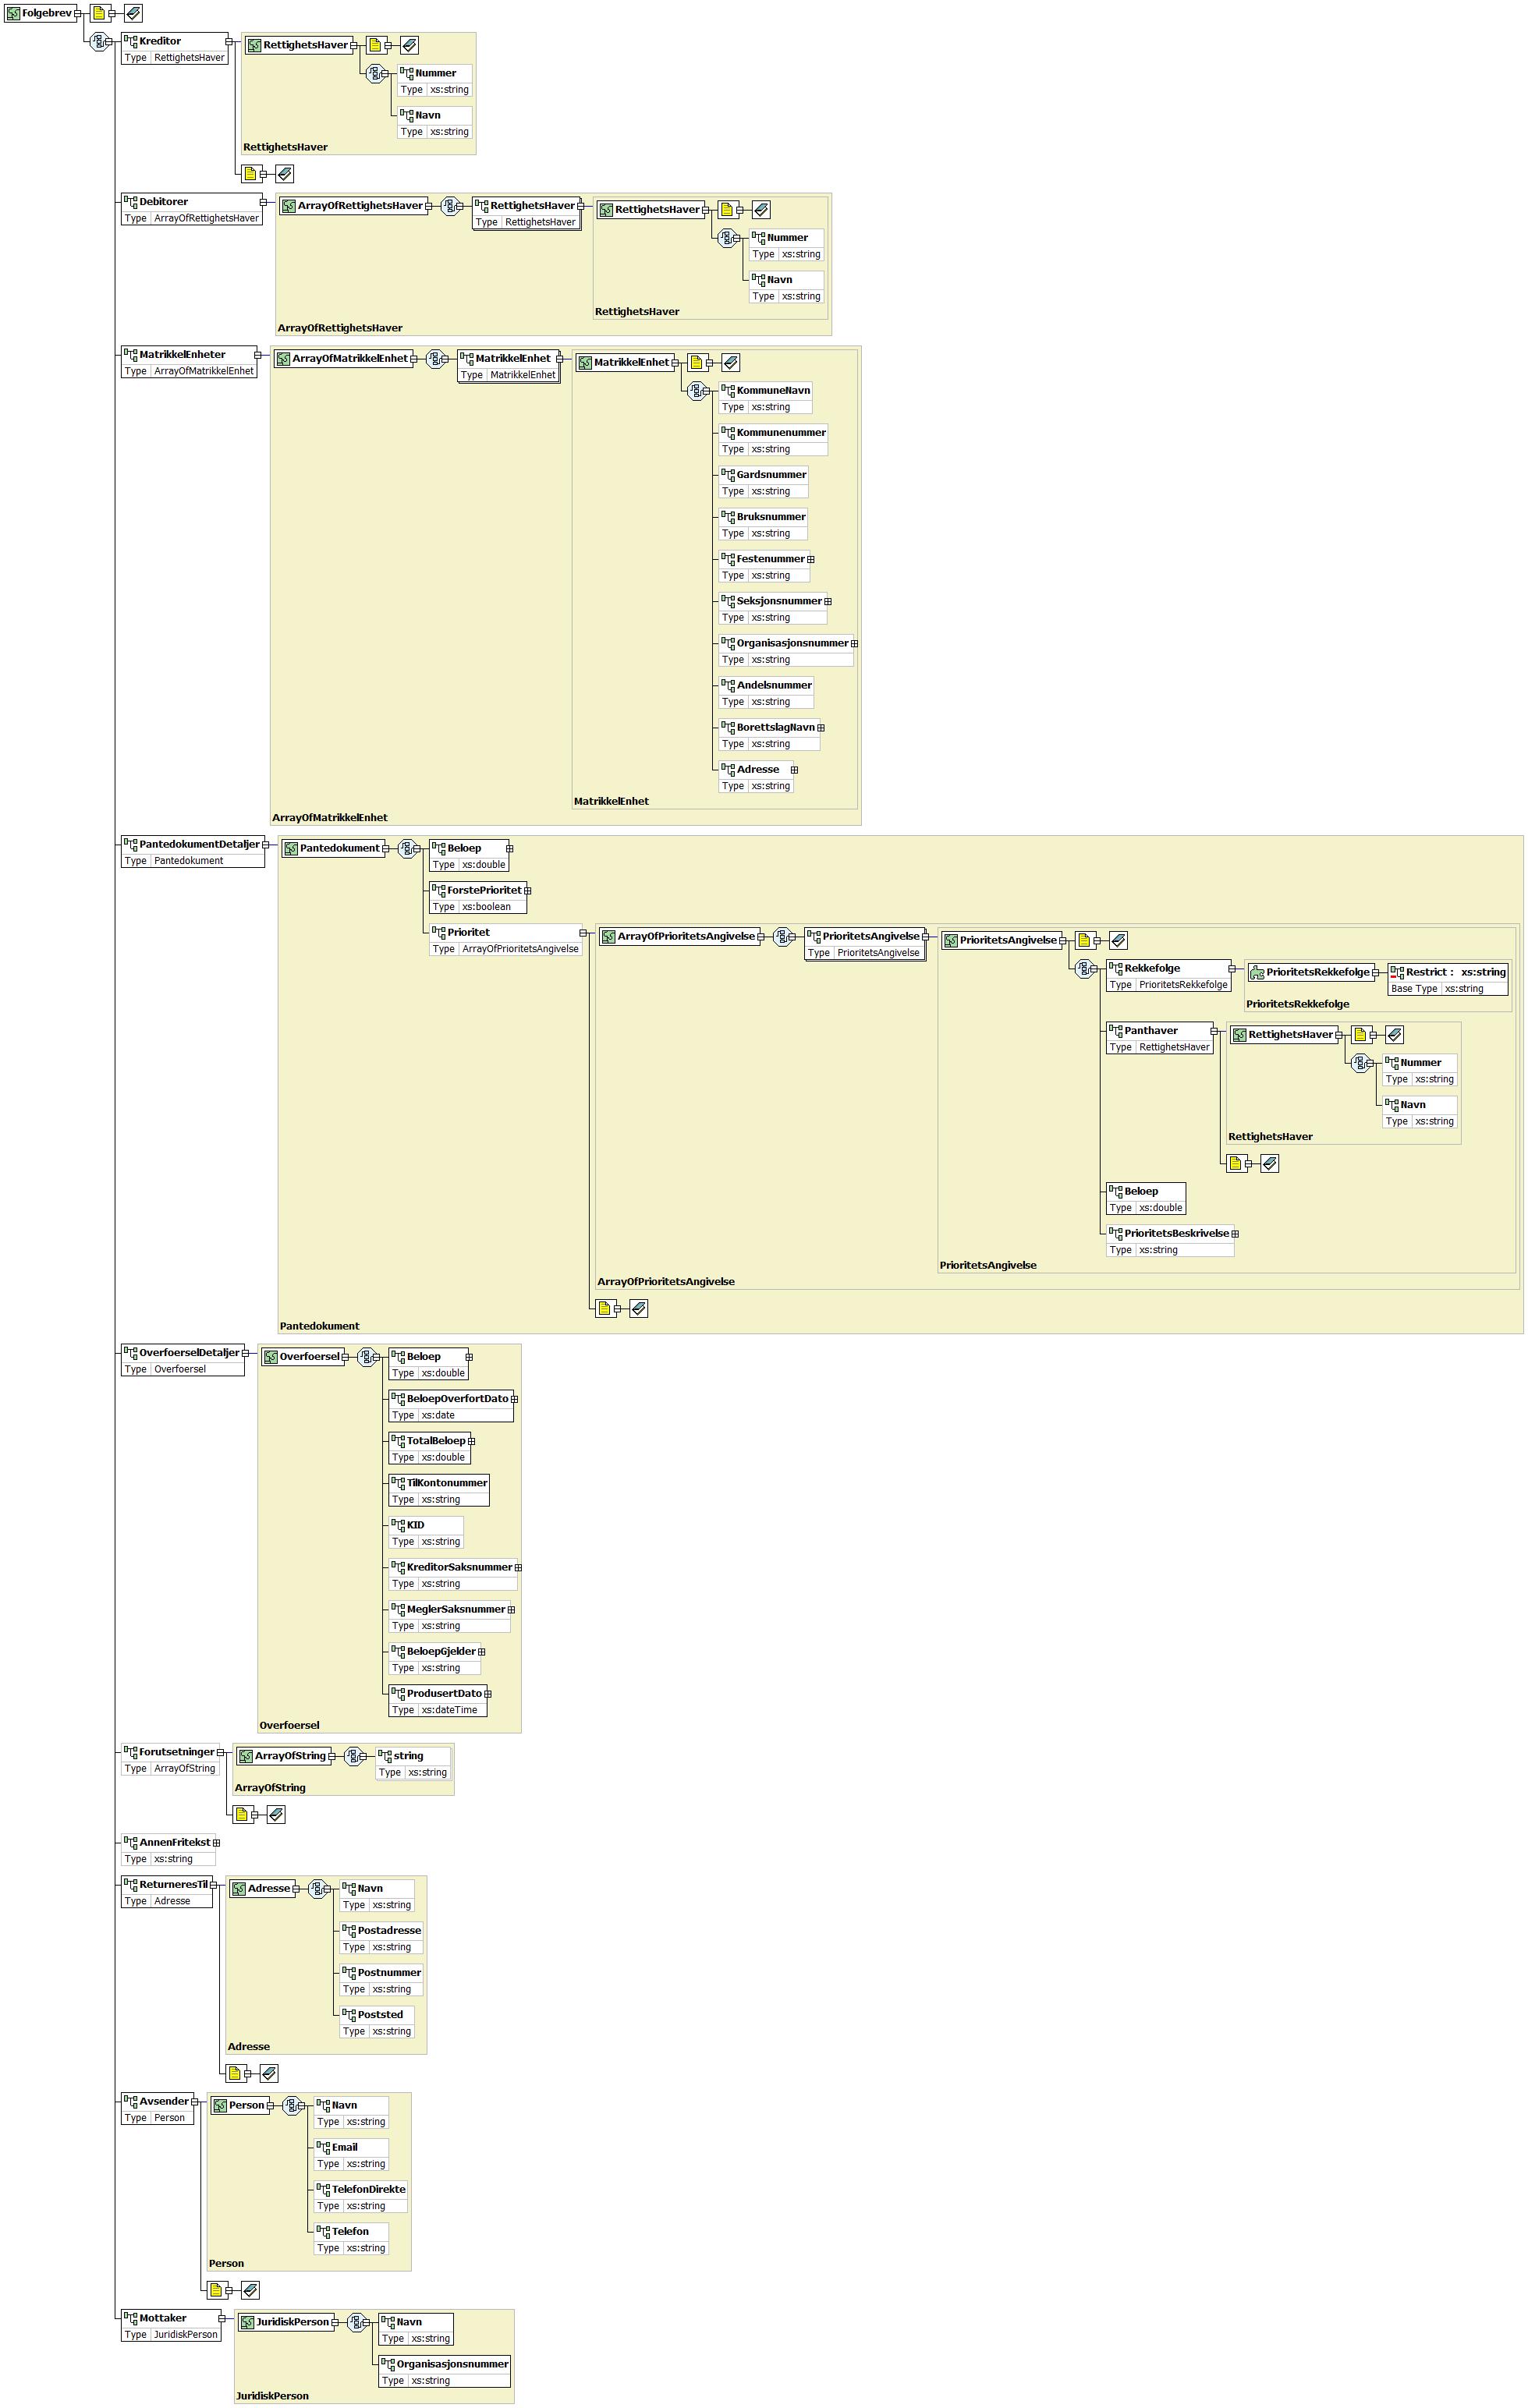 Folgebrev
Kreditor
Type RettighetsHaver
RettighetsHaver
Nummer
Type xs:string
Navn
Type xs:string
RettighetsHaver
Debitorer
Type ArrayOfRettighetsHaver
ArrayOfRettighetsHaver
RettighetsHaver
Type RettighetsHaver
RettighetsHaver
Nummer
Type xs:string
Navn
Type xs:string
RettighetsHaver
ArrayOfRettighetsHaver
MatrikkelEnheter
Type ArrayOfMatrikkelEnhet
ArrayOfMatrikkelEnhet
MatrikkelEnhet
Type MatrikkelEnhet
MatrikkelEnhet
KommuneNavn
Type xs:string
Kommunenummer
Type xs:string
Gardsnummer
Type xs:string
Bruksnummer
Type xs:string
Festenummer
Type xs:string
Seksjonsnummer
Type xs:string
Organisasjonsnummer
Type xs:string
Andelsnummer
Type xs:string
BorettslagNavn
Type xs:string
Adresse
Type xs:string
MatrikkelEnhet
ArrayOfMatrikkelEnhet
PantedokumentDetaljer
Type Pantedokument
Pantedokument
Beloep
Type xs:double
ForstePrioritet
Type xs:boolean
Prioritet
Type ArrayOfPrioritetsAngivelse
ArrayOfPrioritetsAngivelse
PrioritetsAngivelse
Type PrioritetsAngivelse
PrioritetsAngivelse
Rekkefolge
Type PrioritetsRekkefolge
PrioritetsRekkefolge
Restrict : xs:string
Base Type xs:string
PrioritetsRekkefolge
Panthaver
Type RettighetsHaver
RettighetsHaver
Nummer
Type xs:string
Navn
Type xs:string
RettighetsHaver
Beloep
Type xs:double
PrioritetsBeskrivelse
Type xs:string
PrioritetsAngivelse
ArrayOfPrioritetsAngivelse
Pantedokument
OverfoerselDetaljer
Type Overfoersel
Overfoersel
Beloep
Type xs:double
BeloepOverfortDato
Type xs:date
TotalBeloep
Type xs:double
TilKontonummer
Type xs:string
KID
Type xs:string
KreditorSaksnummer
Type xs:string
MeglerSaksnummer
Type xs:string
BeloepGjelder
Type xs:string
ProdusertDato
Type xs:dateTime
Overfoersel
Forutsetninger
Type ArrayOfString
ArrayOfString
string
Type xs:string
ArrayOfString
AnnenFritekst
Type xs:string
ReturneresTil
Type Adresse
Adresse
Navn
Type xs:string
Postadresse
Type xs:string
Postnummer
Type xs:string
Poststed
Type xs:string
Adresse
Avsender
Type Person
Person
Navn
Type xs:string
Email
Type xs:string
TelefonDirekte
Type xs:string
Telefon
Type xs:string
Person
Mottaker
Type JuridiskPerson
JuridiskPerson
Navn
Type xs:string
Organisasjonsnummer
Type xs:string
JuridiskPerson